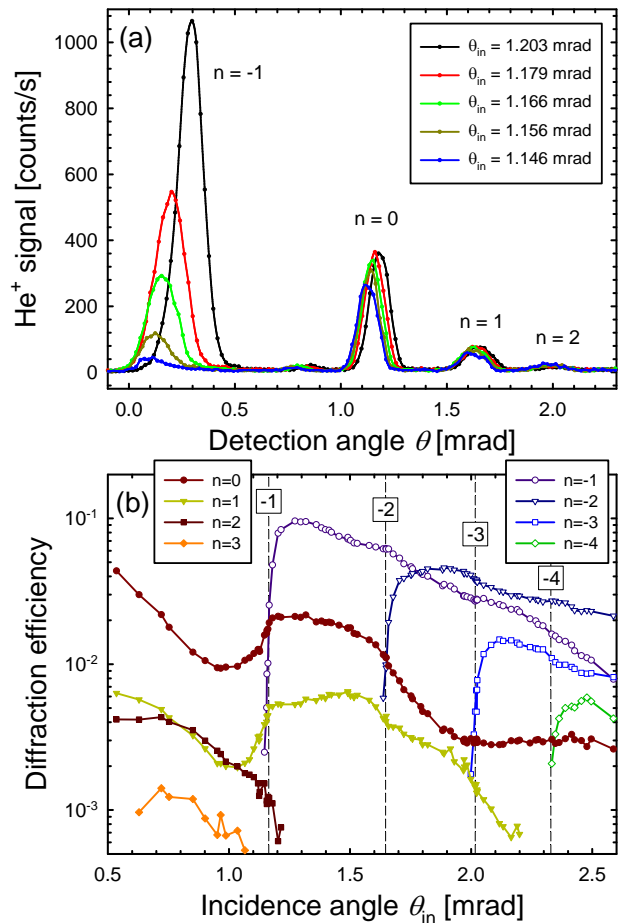 (a)
1000
800
600
400
200
0
He⁺ signal [counts/s]
n = -1
n = 0
n = 1
n = 2
θin = 1.203 mrad
θin = 1.179 mrad
θin = 1.166 mrad
θin = 1.156 mrad
θin = 1.146 mrad
0.0 0.5 1.0 1.5 2.0
Detection angle θ [mrad]
(b)
n=0
n=1
n=2
n=3
n=-1
n=-2
n=-3
n=-4
-1
-2
-3
-4
10⁻¹
10⁻²
10⁻³
Diffraction efficiency
0.5 1.0 1.5 2.0 2.5
Incidence angle θin [mrad]